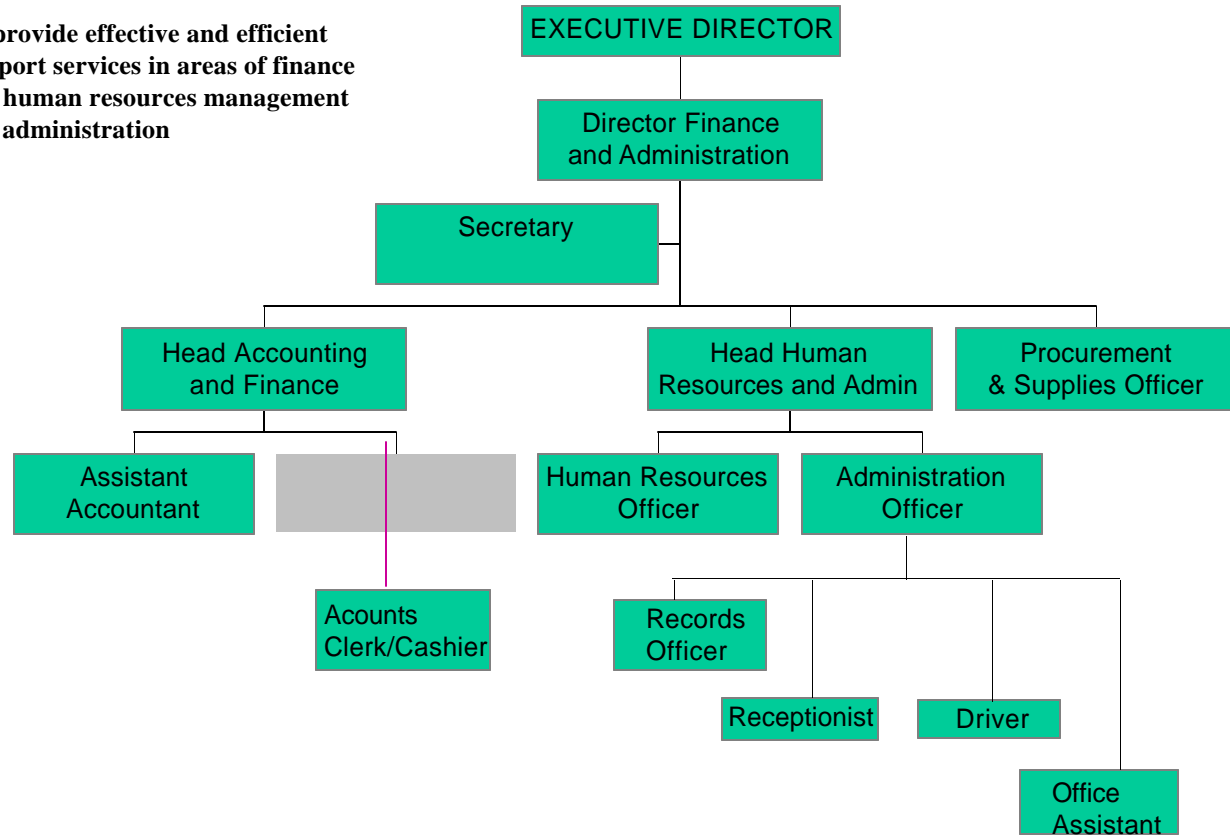 provide effective and efficient
port services in areas of finance
human resources management
administration
EXECUTIVE DIRECTOR
Director Finance
and Administration
Secretary
Head Accounting
and Finance
Head Human
Resources and Admin
Procurement
& Supplies Officer
Assistant
Accountant
Human Resources
Officer
Administration
Officer
Acounts
Clerk/Cashier
Records
Officer
Receptionist
Driver
Office
Assistant